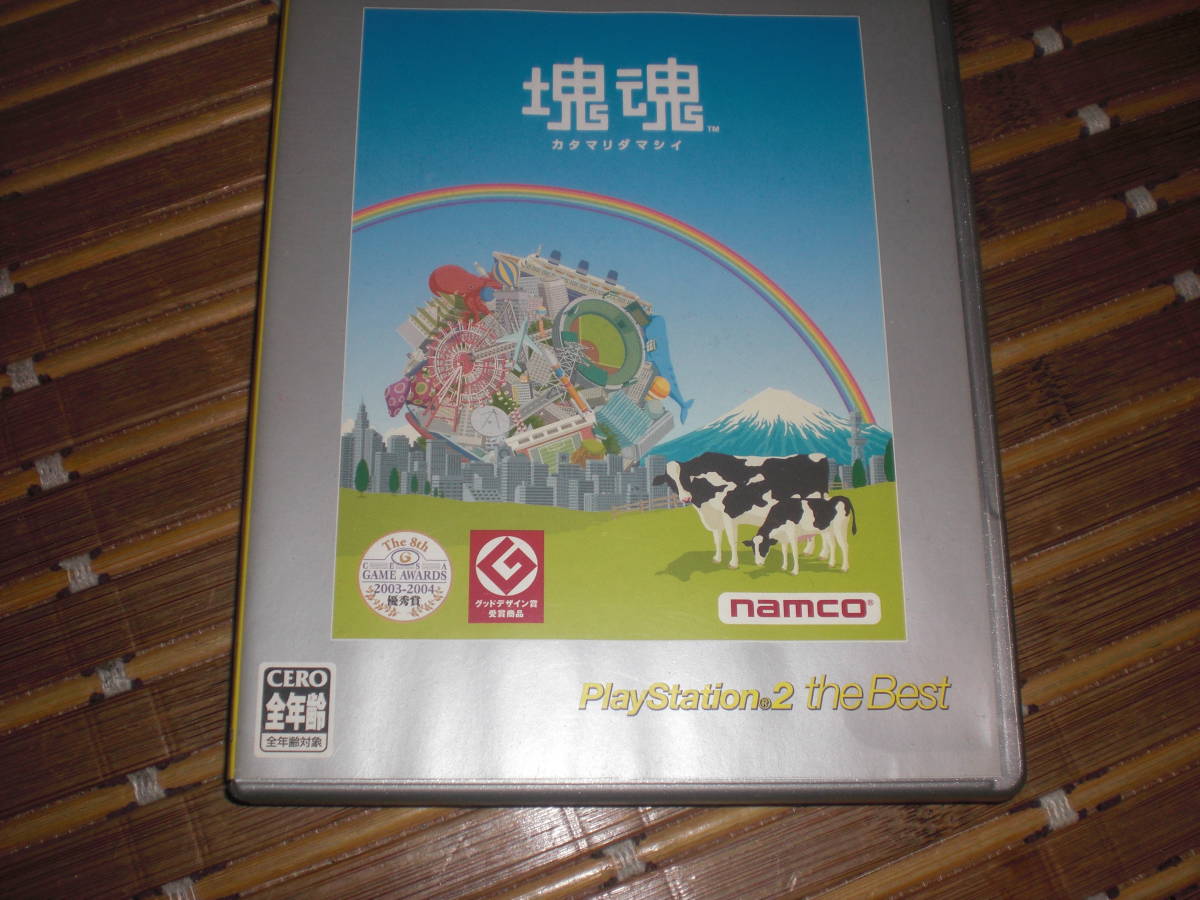 塊魂™
カタマリダマシイ
The 8th
CESA
GAME AWARDS
2003-2004
優秀賞
G
グッドデザイン賞
受賞商品
namco®
CERO
全年齢
全年齢対象
PlayStation®2 the Best